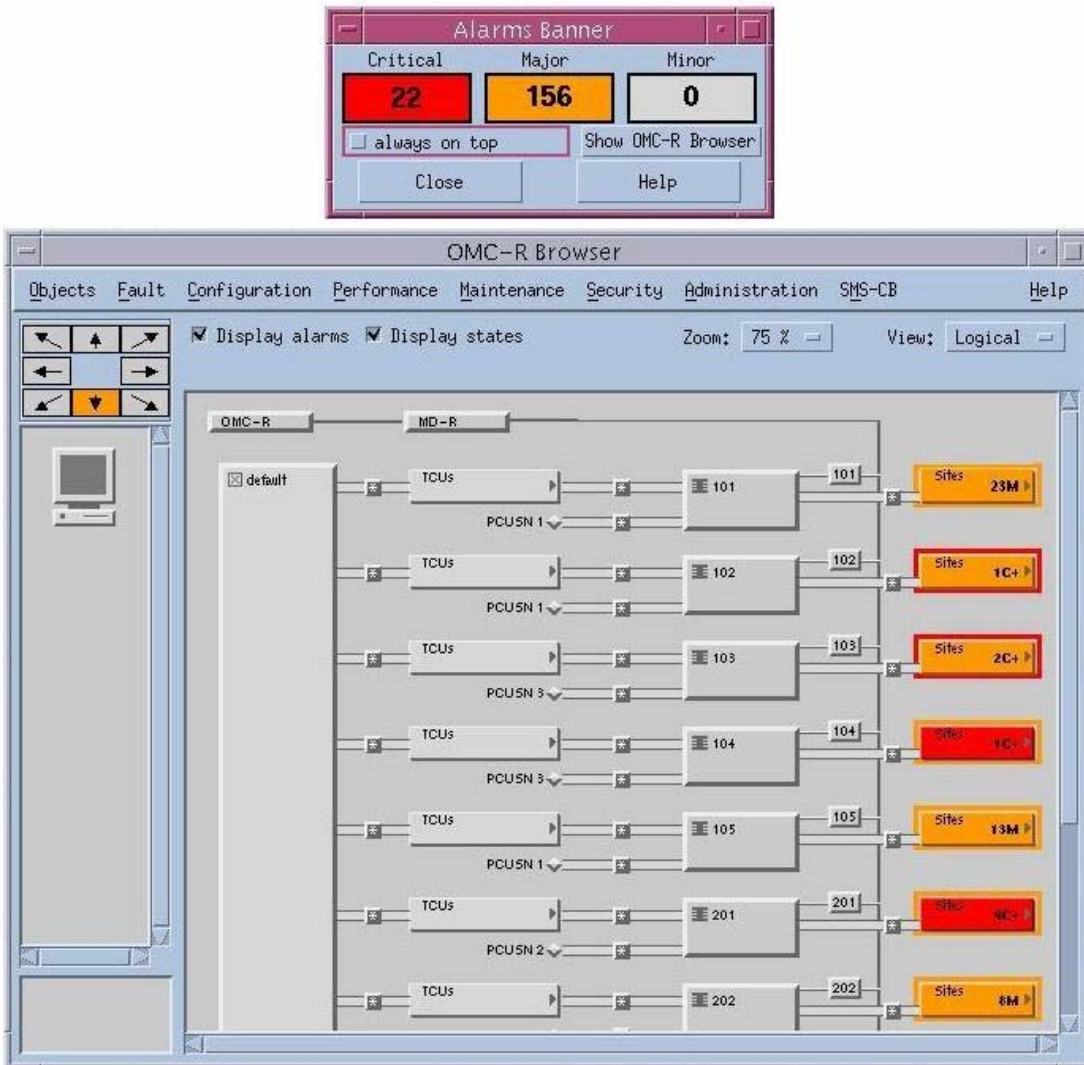 Alarms Banner
Critical Major Minor
22 156 0
always on top Show OMC-R Browser
Close Help
OMC-R Browser
Objects Fault Configuration Performance Maintenance Security Administration SMS-CB Help
Display alarms Display states Zoom: 75 % View: Logical
OMC-R MD-R
default TCUs 101 101 Sites 23M
PCUSN 1
TCUs 102 102 Sites 1C+
PCUSN 1
TCUs 103 103 Sites 2C+
PCUSN 3
TCUs 104 104 Sites 1C+
PCUSN 3
TCUs 105 105 Sites 13M
PCUSN 1
TCUs 201 201 Sites
PCUSN 2
TCUs 202 202 Sites 8M